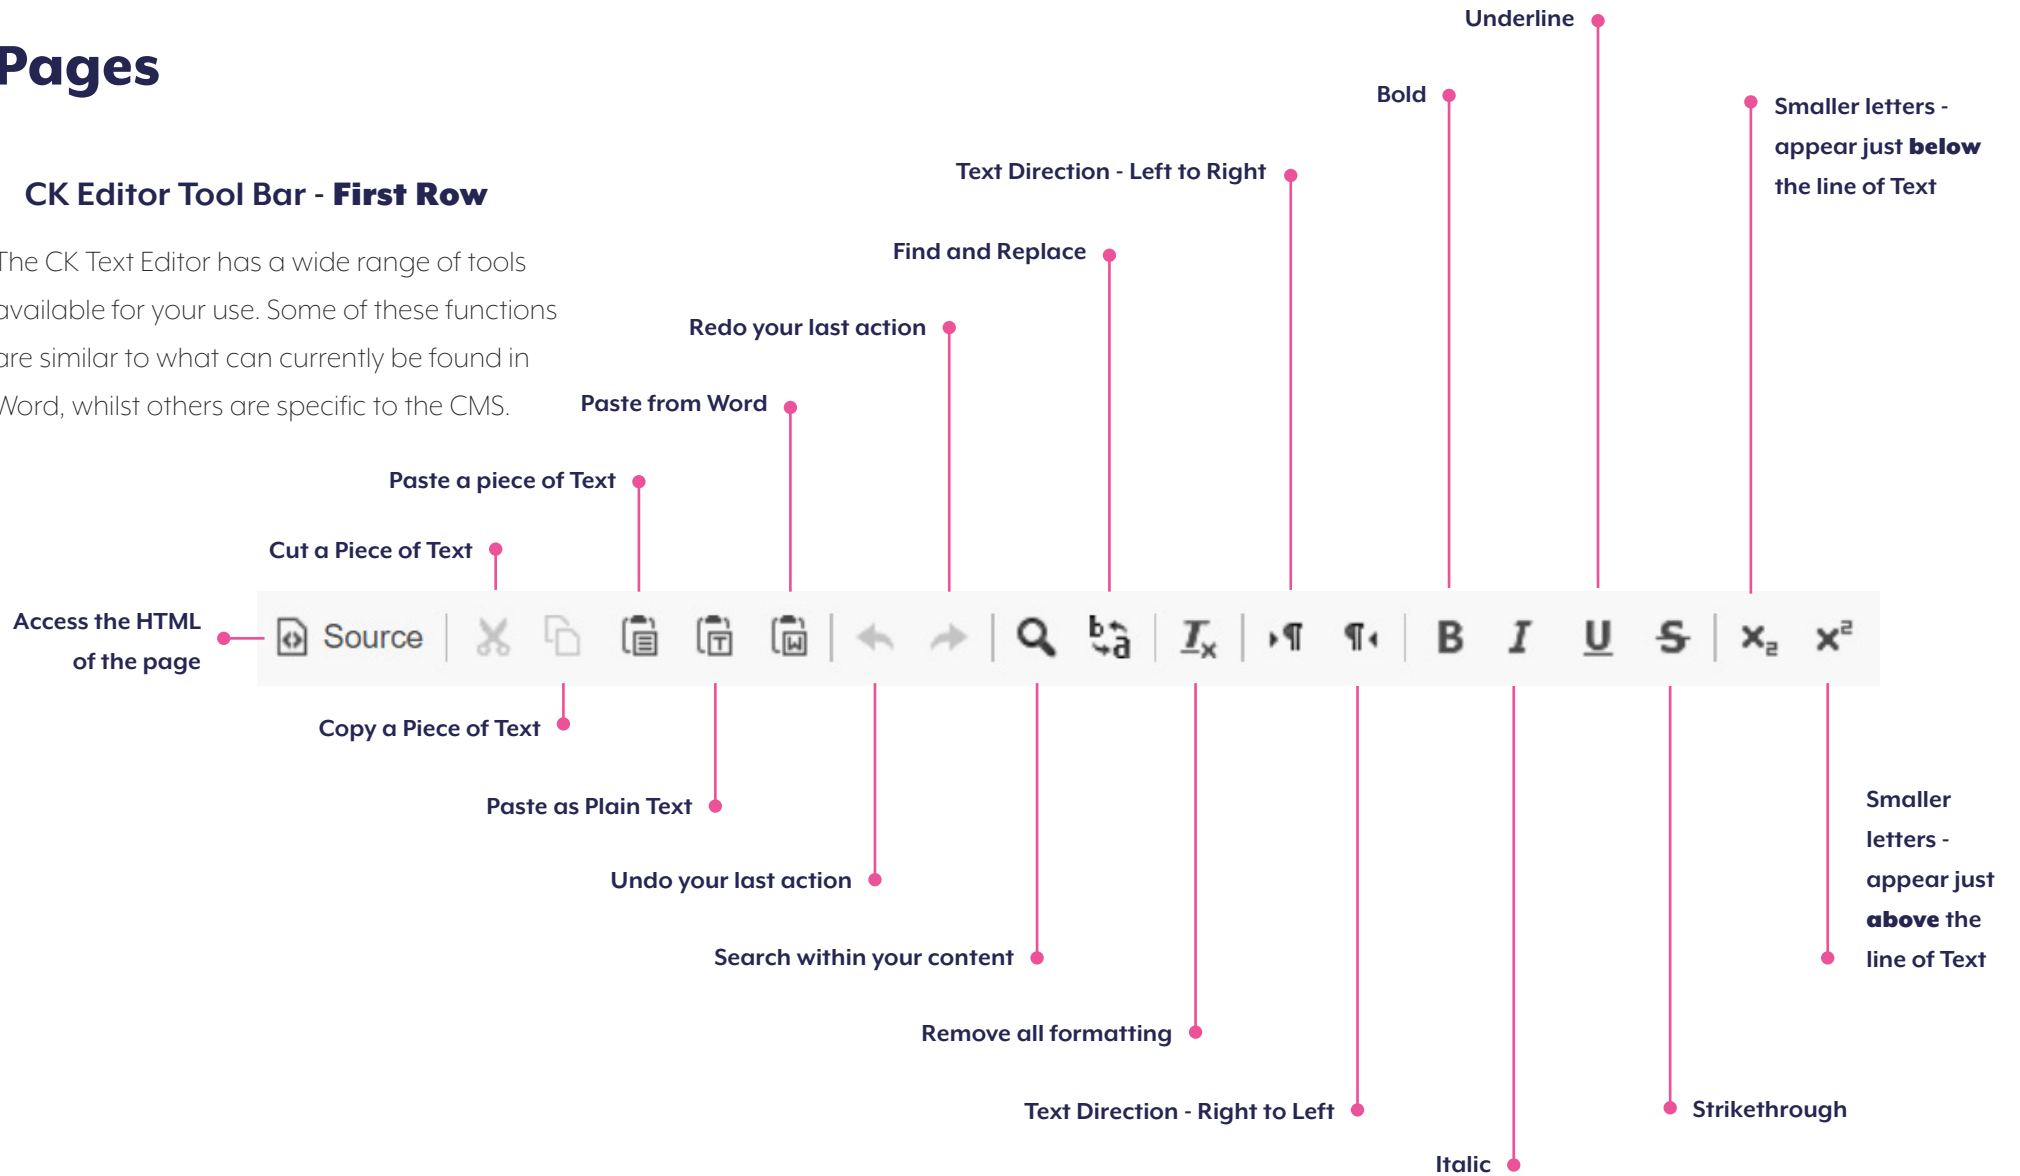 Pages
CK Editor Tool Bar - First Row
The CK Text Editor has a wide range of tools
available for your use. Some of these functions
are similar to what can currently be found in
Word, whilst others are specific to the CMS.
Underline
Bold
Smaller letters -
appear just below
the line of Text
Text Direction - Left to Right
Find and Replace
Redo your last action
Paste from Word
Paste a piece of Text
Cut a Piece of Text
Access the HTML
of the page
Source
Copy a Piece of Text
Paste as Plain Text
Undo your last action
Search within your content
Remove all formatting
Text Direction - Right to Left
Italic
Strikethrough
Smaller
letters -
appear just
above the
line of Text